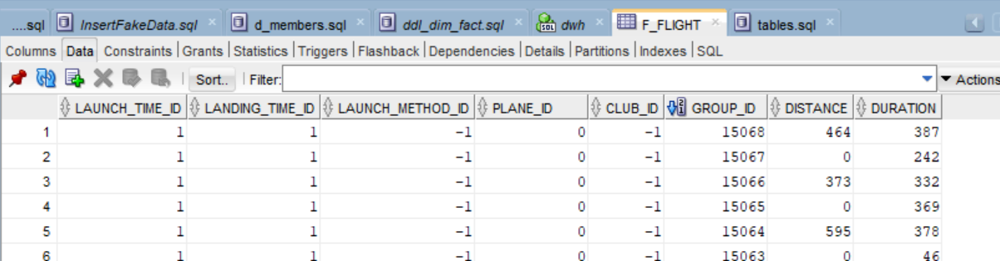 ....sql InsertFakeData.sql × d_members.sql × ddl_dim_fact.sql × dwh × F_FLIGHT × tables.sql ×
Columns Data Constraints Grants Statistics Triggers Flashback Dependencies Details Partitions Indexes SQL
Sort.. Filter: Actions
LAUNCH_TIME_ID LANDING_TIME_ID LAUNCH_METHOD_ID PLANE_ID CLUB_ID GROUP_ID DISTANCE DURATION
1 1 1 -1 0 -1 15068 464 387
2 1 1 -1 0 -1 15067 0 242
3 1 1 -1 0 -1 15066 373 332
4 1 1 -1 0 -1 15065 0 369
5 1 1 -1 0 -1 15064 595 378
6 1 1 -1 0 -1 15063 0 46